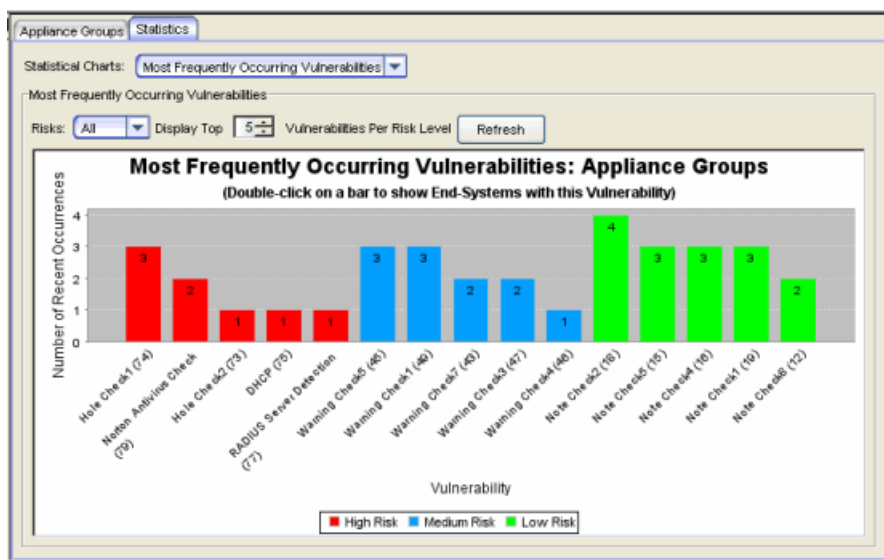 Appliance Groups Statistics
Statistical Charts: Most Frequently Occurring Vulnerabilities
Most Frequently Occurring Vulnerabilities
Risks: All Display Top 5 Vulnerabilities Per Risk Level Refresh
Most Frequently Occurring Vulnerabilities: Appliance Groups
(Double-click on a bar to show End-Systems with this Vulnerability)
Number of Recent Occurrences
4
3
2
1
0
3 2 1 1 1 3 3 2 2 1 4 3 3 3 2
Hole Check1 (74)
Norton Antivirus Check
(79)
Hole Check2 (73)
DHCP (75)
RADIUS Server Detection
(77)
Warning Check5 (45)
Warning Check1 (49)
Warning Check7 (43)
Warning Check3 (47)
Warning Check4 (46)
Note Check2 (18)
Note Check5 (15)
Note Check4 (16)
Note Check1 (19)
Note Check8 (12)
Vulnerability
High Risk Medium Risk Low Risk